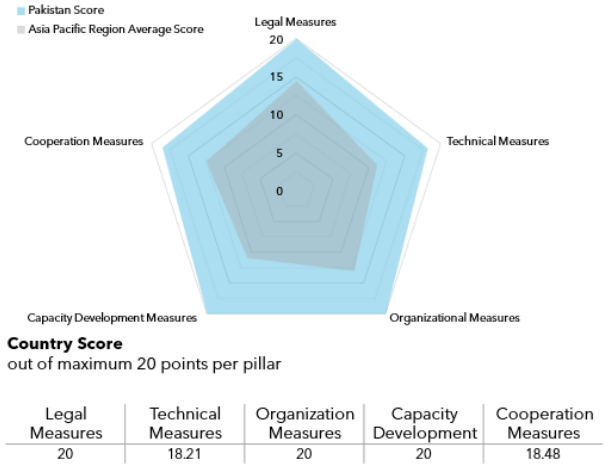 Pakistan Score
Asia Pacific Region Average Score
Legal Measures
20
15
10
5
0
Cooperation Measures
Technical Measures
Capacity Development Measures
Organizational Measures
Country Score
out of maximum 20 points per pillar
Legal Measures
Technical Measures
Organization Measures
Capacity Development
Cooperation Measures
20
18.21
20
20
18.48